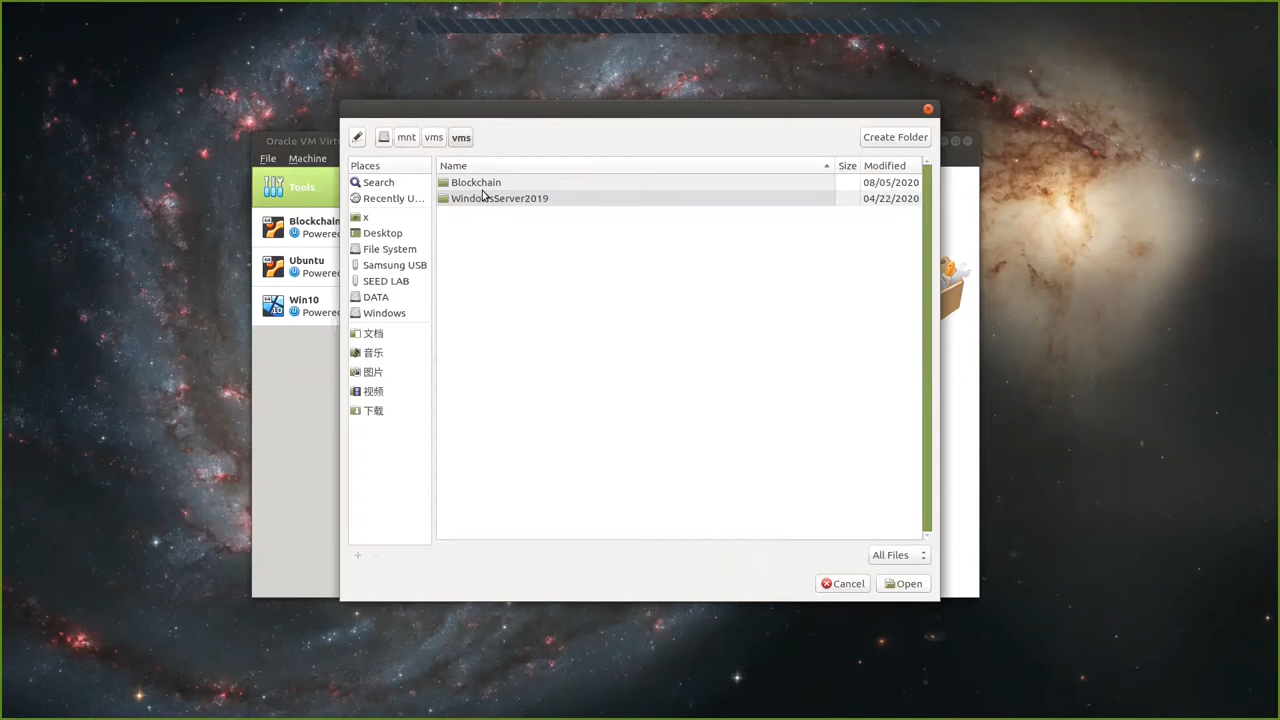 Oracle VM Virt
File Machine
Tools
Blockchain
Powered
Ubuntu
Powered
Win10
Powered
mnt vms vms
Create Folder
Places
Search
Recently U...
x
Desktop
File System
Samsung USB
SEED LAB
DATA
Windows
文档
音乐
图片
视频
下载
Name Size Modified
Blockchain 08/05/2020
WindowsServer2019 04/22/2020
All Files
Cancel Open